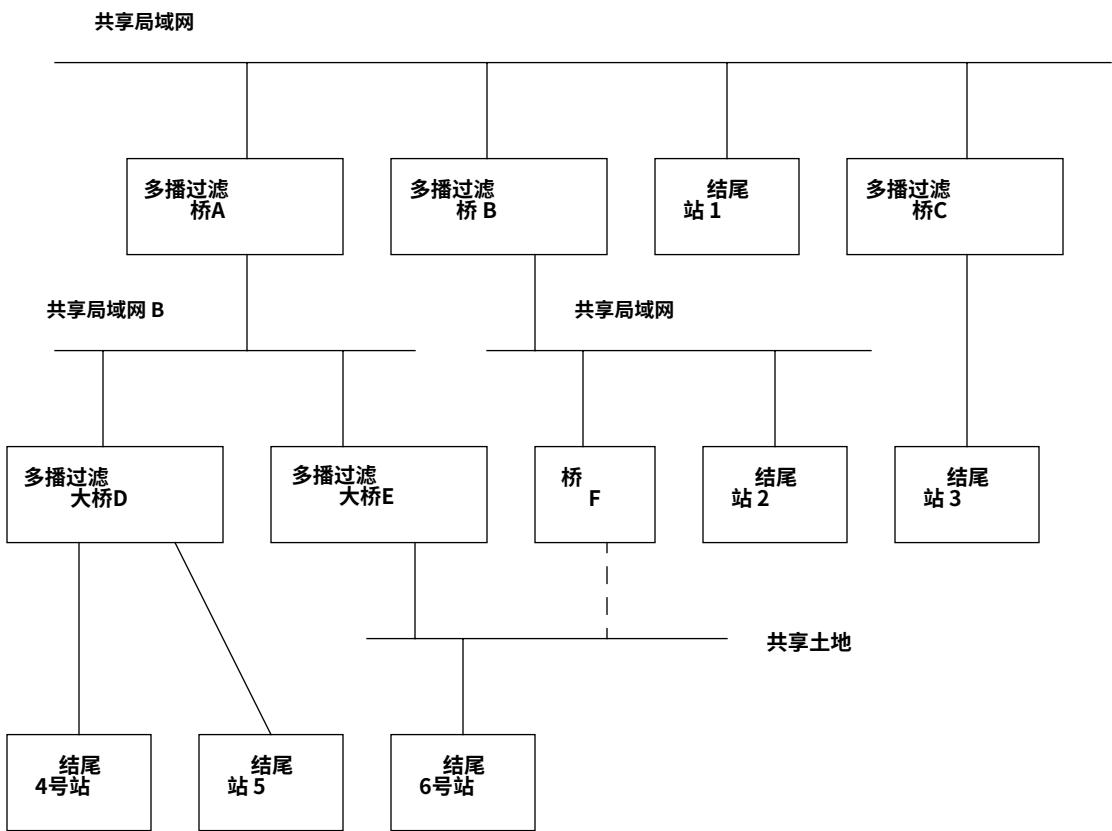 共享局域网
多播过滤
桥A
多播过滤
桥 B
结尾
站 1
多播过滤
桥C
共享局域网 B
共享局域网
多播过滤
大桥D
多播过滤
大桥E
桥
F
结尾
站 2
结尾
站 3
共享土地
结尾
4号站
结尾
站 5
结尾
6号站